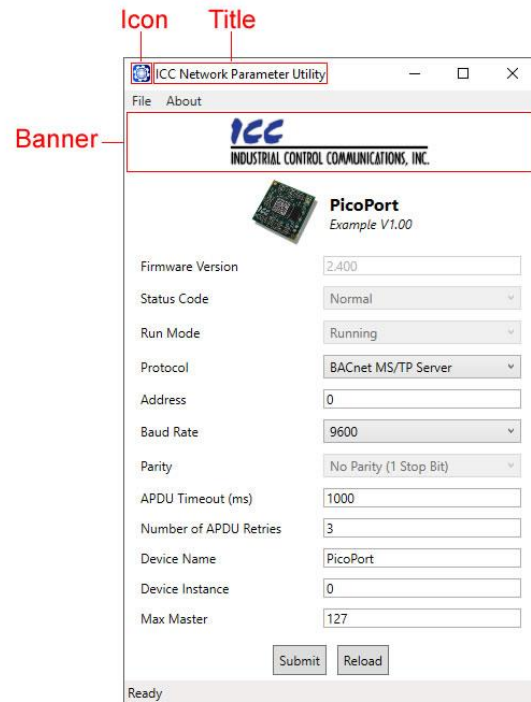 Icon Title
ICC Network Parameter Utility
File About
Banner
ICC
INDUSTRIAL CONTROL COMMUNICATIONS, INC.
PicoPort
Example V1.00
Firmware Version 2.400
Status Code Normal
Run Mode Running
Protocol BACnet MS/TP Server
Address 0
Baud Rate 9600
Parity No Parity (1 Stop Bit)
APDU Timeout (ms) 1000
Number of APDU Retries 3
Device Name PicoPort
Device Instance 0
Max Master 127
Submit Reload
Ready